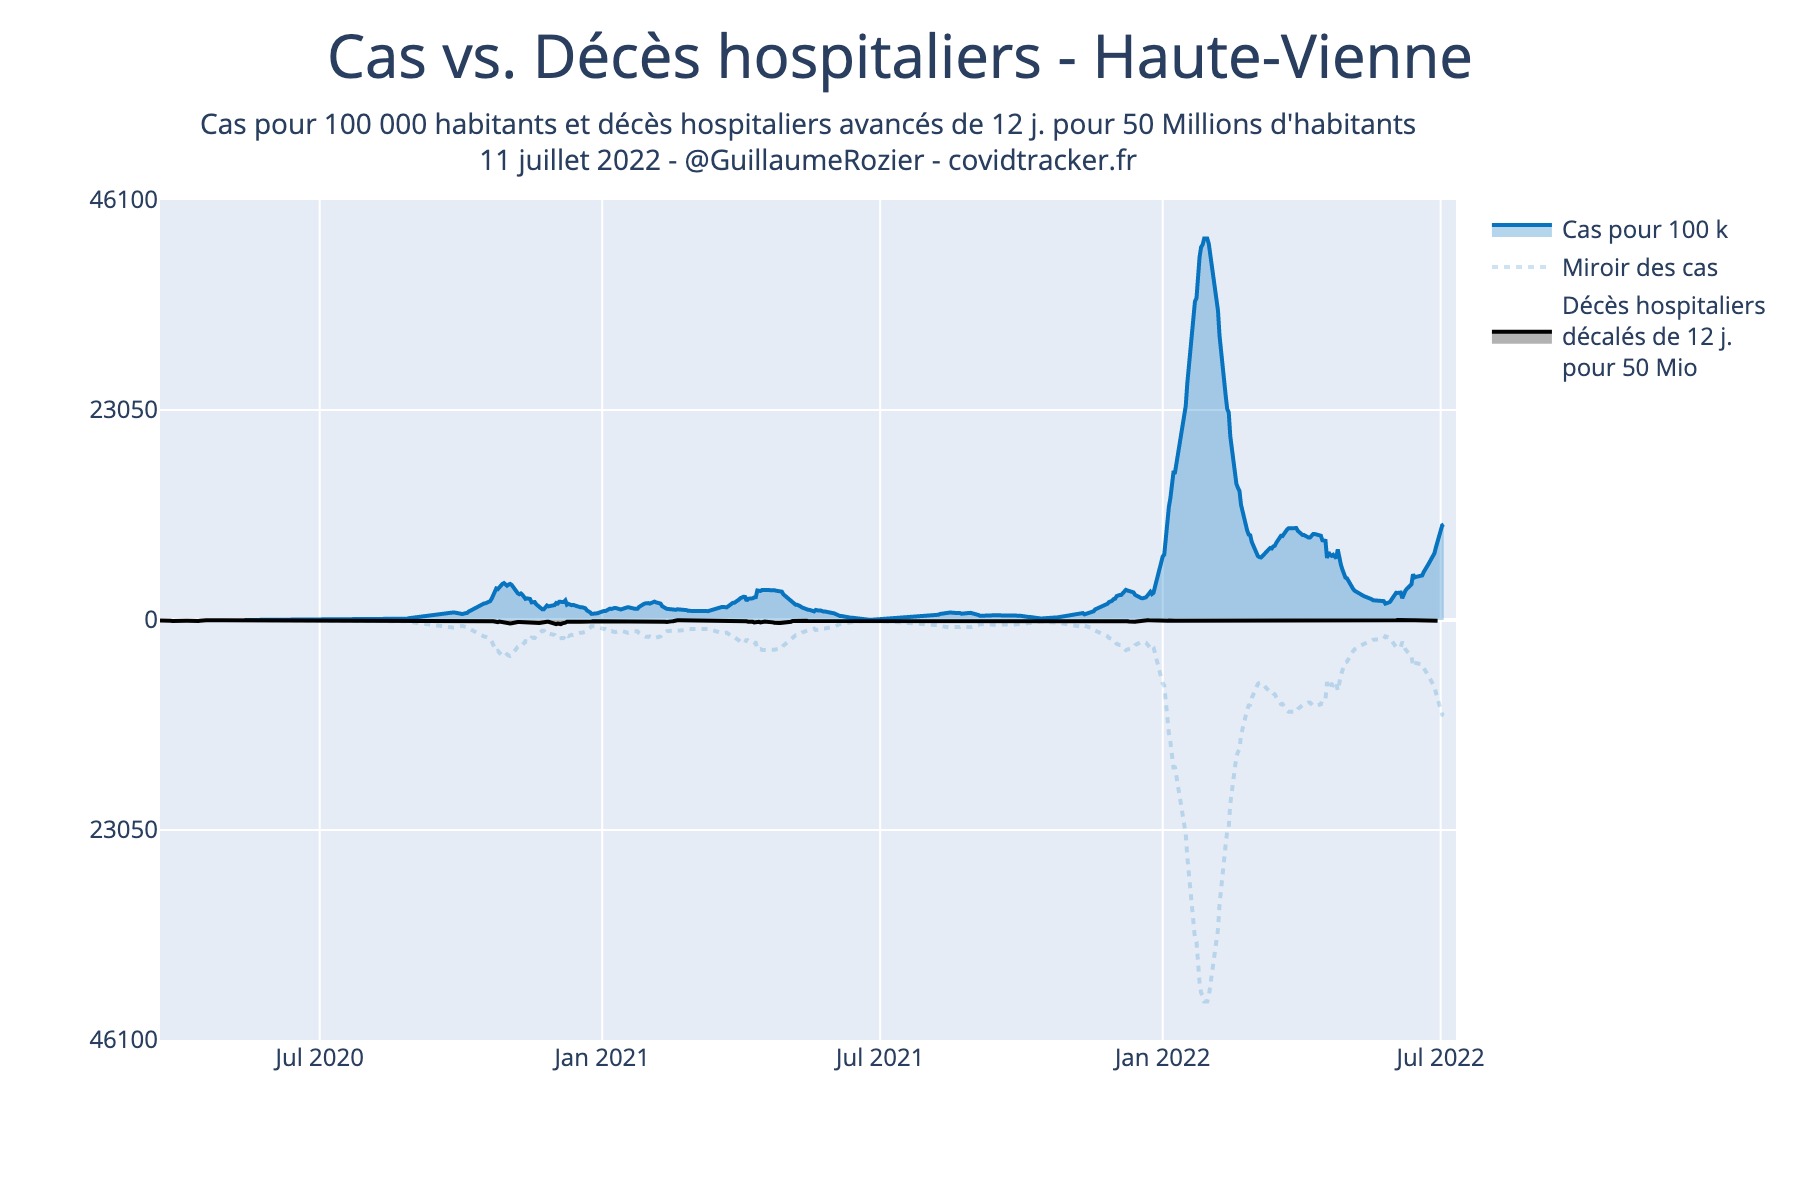 Cas vs. Décès hospitaliers - Haute-Vienne
Cas pour 100 000 habitants et décès hospitaliers avancés de 12 j. pour 50 Millions d'habitants
11 juillet 2022 - @GuillaumeRozier - covidtracker.fr
46100
23050
0
23050
46100
Jul 2020
Jan 2021
Jul 2021
Jan 2022
Jul 2022
Cas pour 100 k
Miroir des cas
Décès hospitaliers
décalés de 12 j.
pour 50 Mio